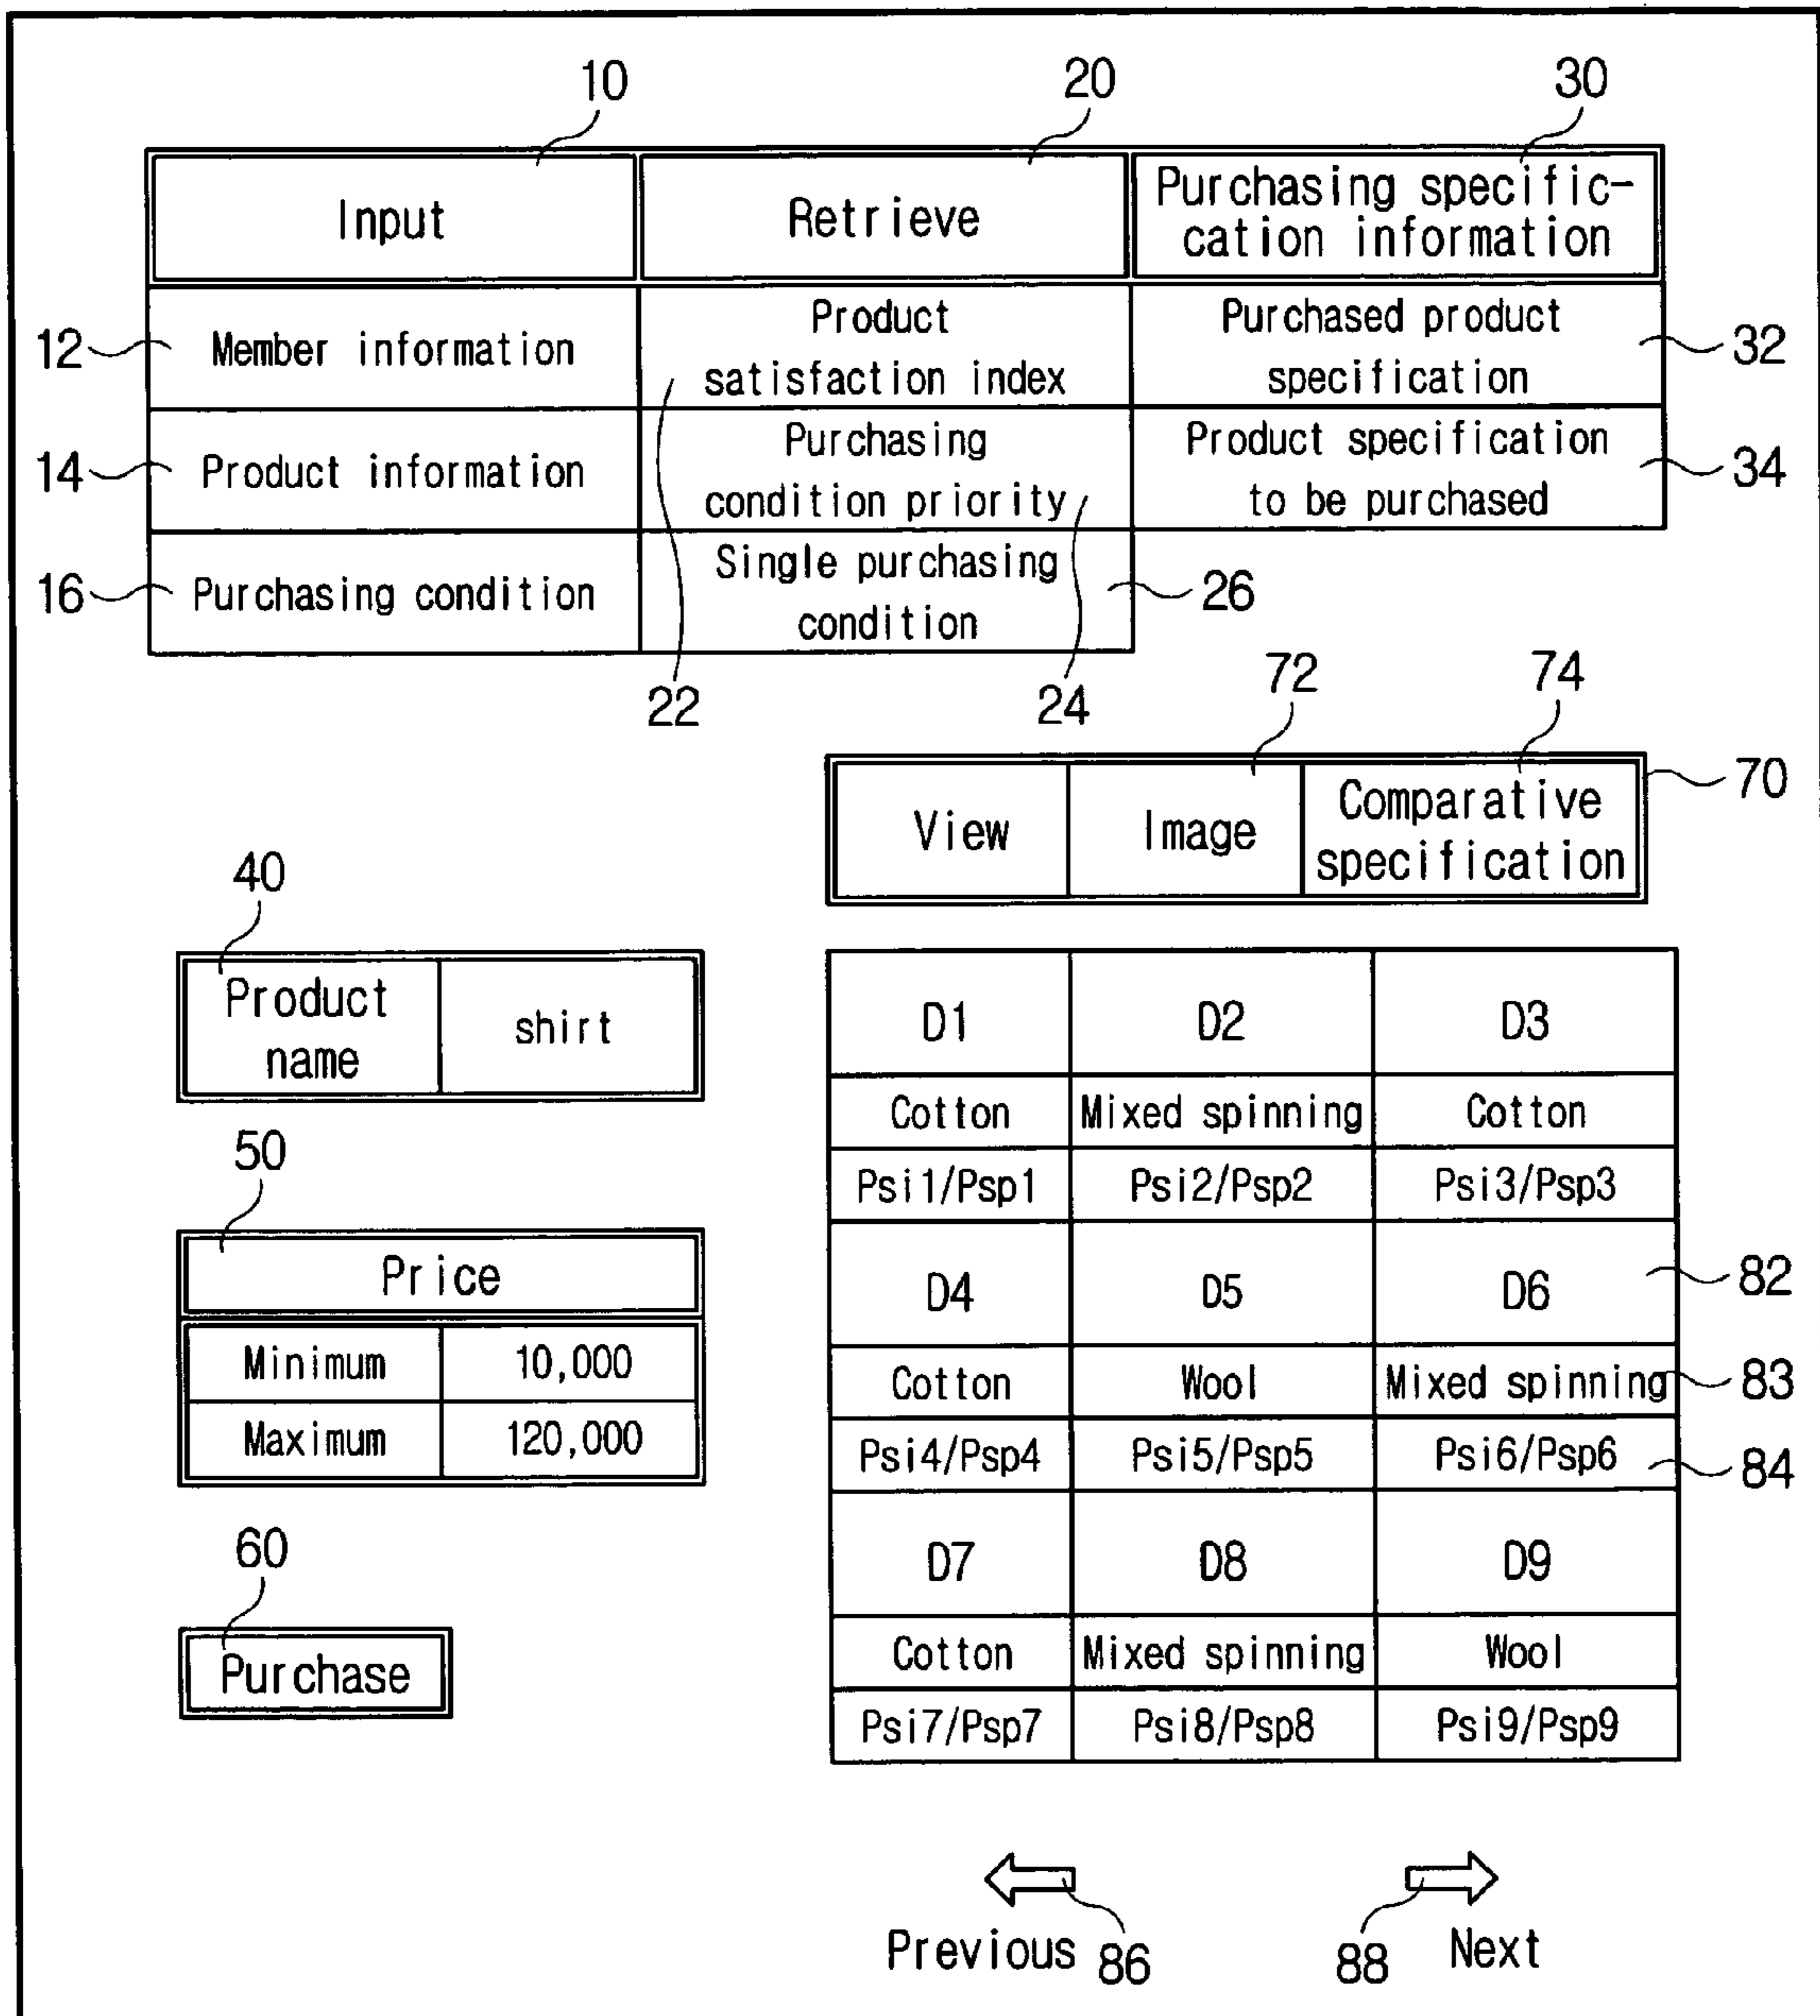 10 20 30
Input
Retrieve
Purchasing specific-
cation information
12 Member information
Product
satisfaction index
Purchased product
specification
32
14 Product information
Purchasing
condition priority
Product specification
to be purchased
34
16 Purchasing condition
Single purchasing
condition
26
22 24 72 74
View
Image
Comparative
specification
70
40
Product
name
shirt
50
Price
Minimum 10,000
Maximum 120,000
60
Purchase
D1 D2 D3
Cotton Mixed spinning Cotton
Psi1/Psp1 Psi2/Psp2 Psi3/Psp3
D4 D5 D6 82
Cotton Wool Mixed spinning 83
Psi4/Psp4 Psi5/Psp5 Psi6/Psp6 84
D7 D8 D9
Cotton Mixed spinning Wool
Psi7/Psp7 Psi8/Psp8 Psi9/Psp9
Previous 86 88 Next